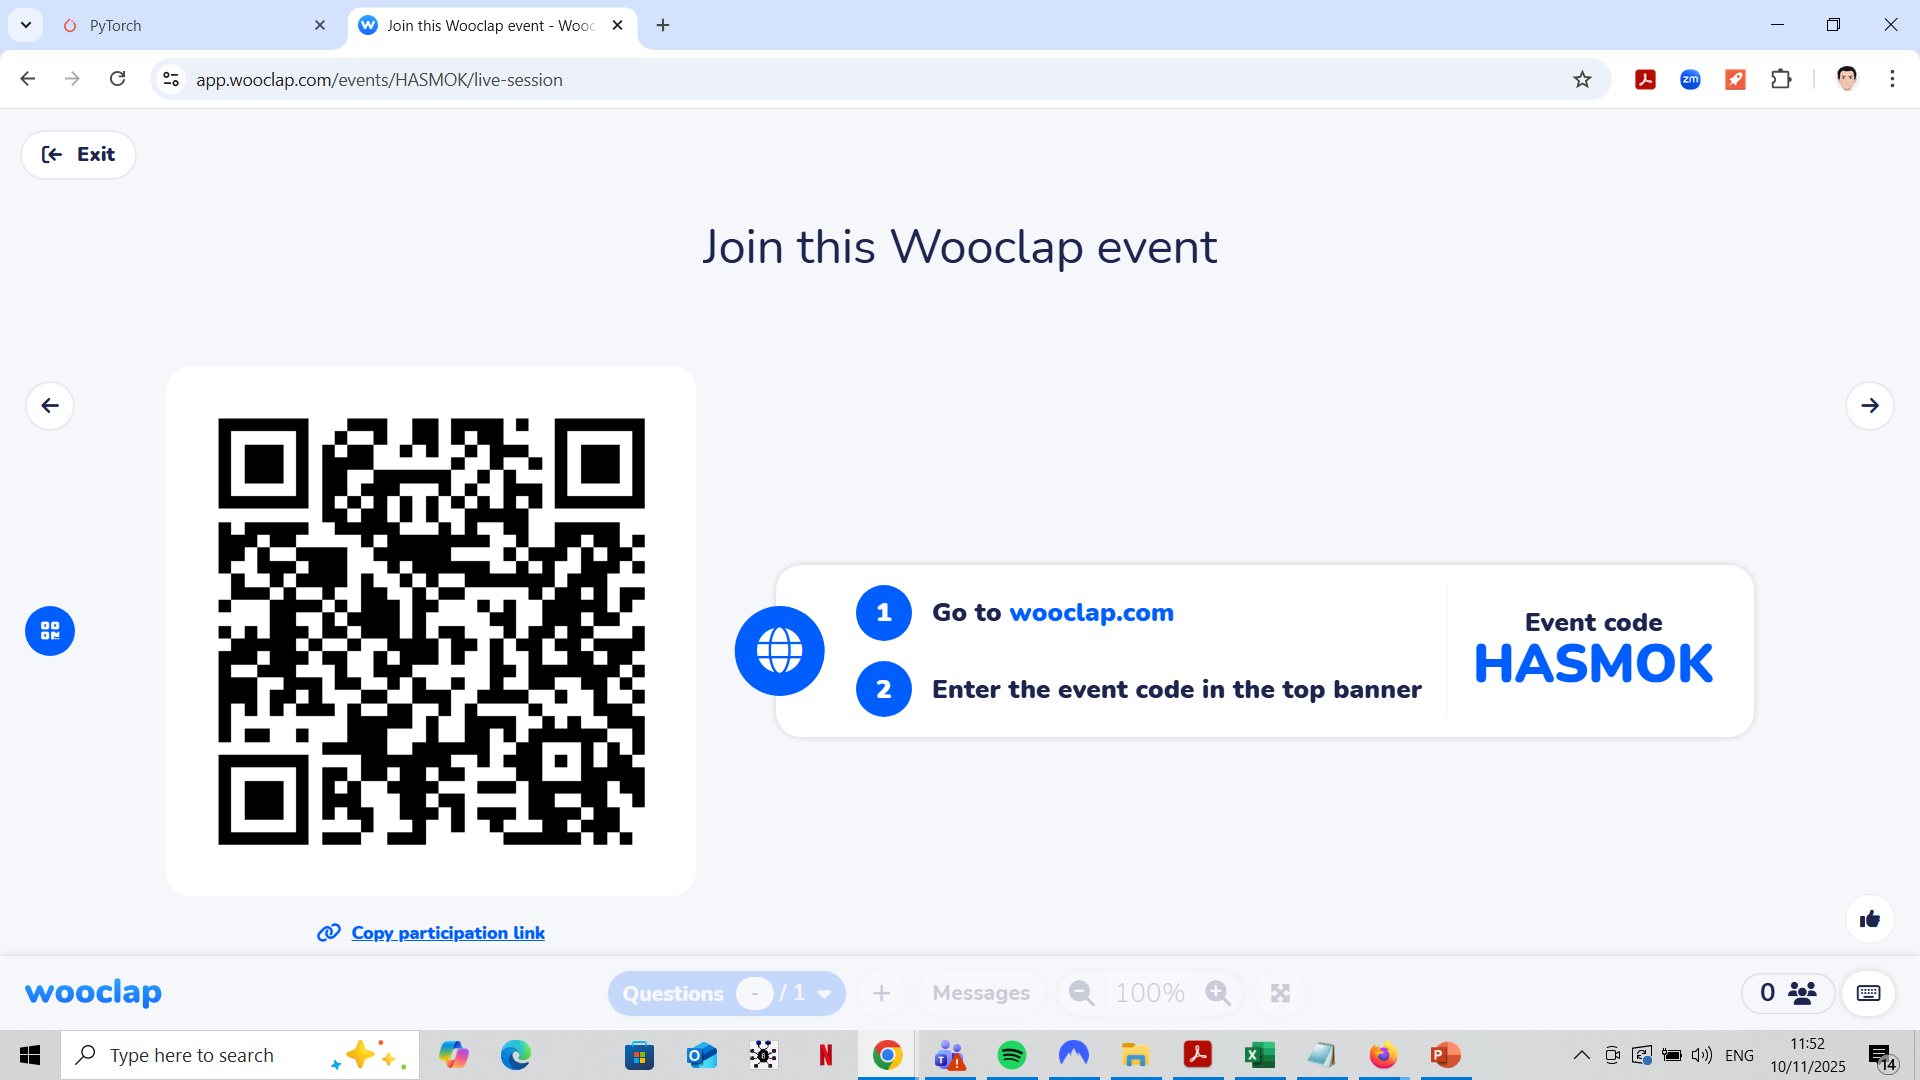 PyTorch
Join this Wooclap event - Wooc
app.wooclap.com/events/HASMOK/live-session
zm
Exit
Join this Wooclap event
1 Go to wooclap.com
2 Enter the event code in the top banner
Event code
HASMOK
Copy participation link
wooclap
Questions - / 1
+
Messages
100%
0
Type here to search
ENG
11:52
10/11/2025
14